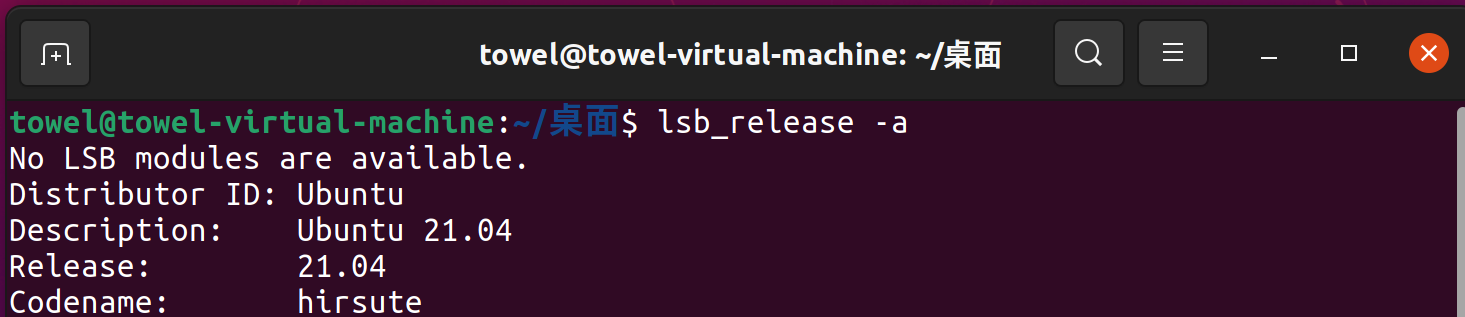 towel@towel-virtual-machine: ~/桌面
towel@towel-virtual-machine:~/桌面$ lsb_release -a
No LSB modules are available.
Distributor ID: Ubuntu
Description:    Ubuntu 21.04
Release:        21.04
Codename:       hirsute